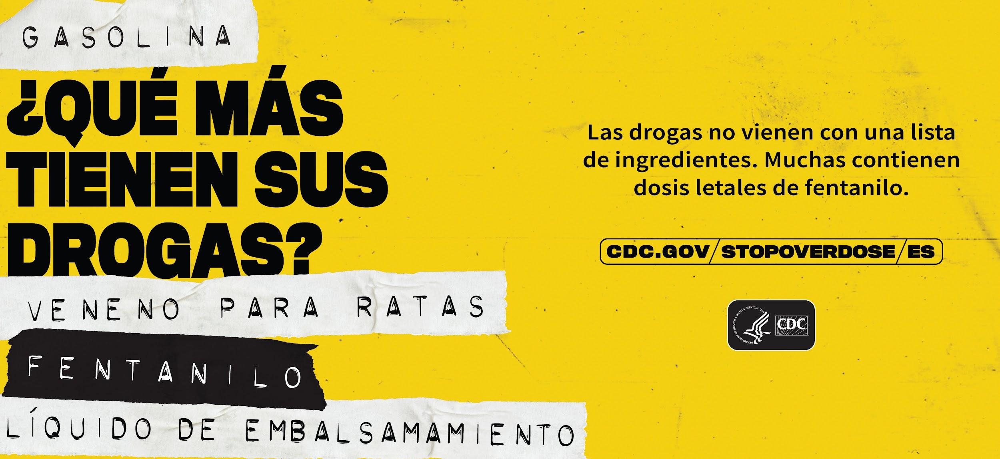 GASOLINA
¿QUÉ MÁS
TIENEN SUS
DROGAS?
VENENO PARA RATAS
FENTANILO
LÍQUIDO DE EMBALSAMAMIENTO
Las drogas no vienen con una lista
de ingredientes. Muchas contienen
dosis letales de fentanilo.
CDC.GOV/STOPOVERDOSE/ES
DEPARTMENT OF HEALTH & HUMAN SERVICES·USA
CDC